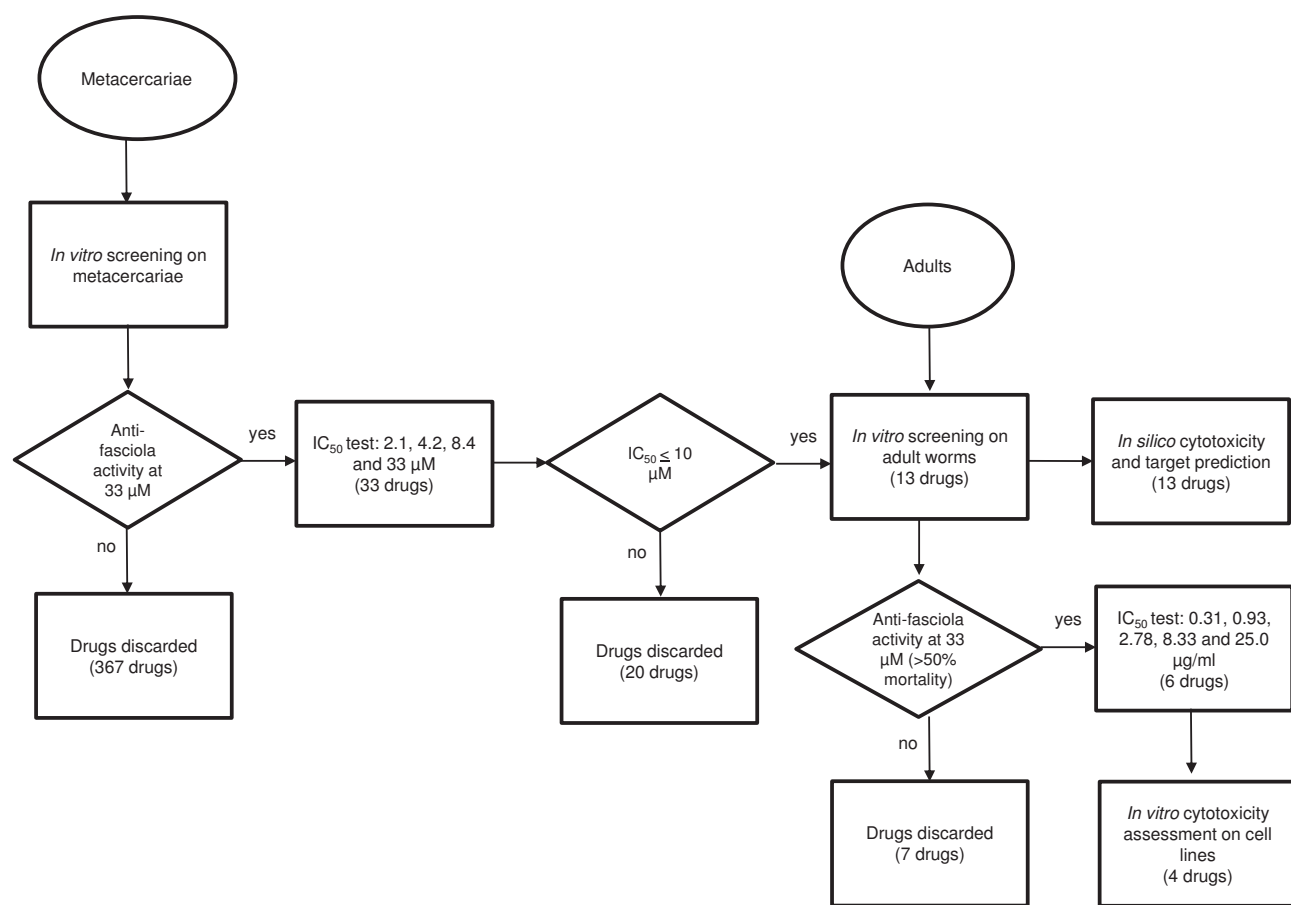 Metacercariae
In vitro screening on
metacercariae
Anti-
fasciola
activity at
33 µM
yes
no
Drugs discarded
(367 drugs)
IC50 test: 2.1, 4.2, 8.4
and 33 µM
(33 drugs)
IC50 ≤ 10
µM
yes
no
Drugs discarded
(20 drugs)
Adults
In vitro screening on
adult worms
(13 drugs)
In silico cytotoxicity
and target prediction
(13 drugs)
Anti-fasciola
activity at 33
µM (>50%
mortality)
yes
no
IC50 test: 0.31, 0.93,
2.78, 8.33 and 25.0
µg/ml
(6 drugs)
Drugs discarded
(7 drugs)
In vitro cytotoxicity
assessment on cell
lines
(4 drugs)